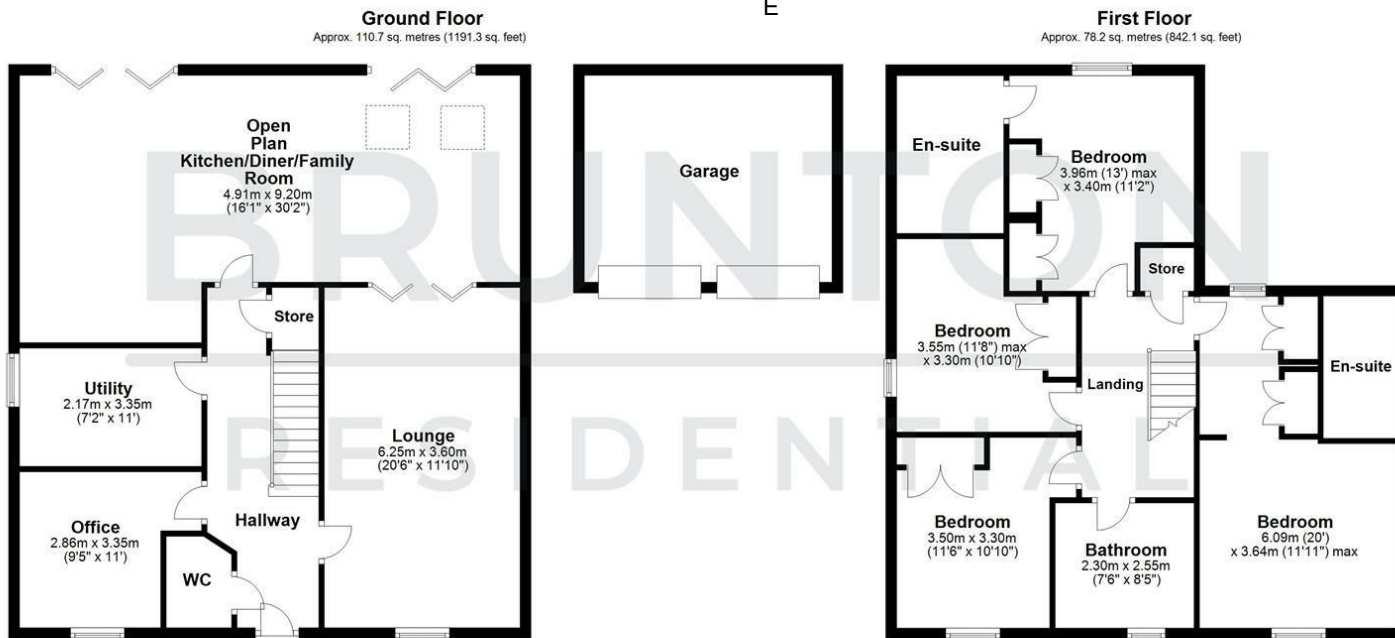 E
Ground Floor
Approx. 110.7 sq. metres (1191.3 sq. feet)
Open
Plan
Kitchen/Diner/Family
Room
4.91m x 9.20m
(16'1" x 30'2")
Store
Utility
2.17m x 3.35m
(7'2" x 11')
Lounge
6.25m x 3.60m
(20'6" x 11'10")
Office
2.86m x 3.35m
(9'5" x 11')
Hallway
WC
Garage
First Floor
Approx. 78.2 sq. metres (842.1 sq. feet)
En-suite
Bedroom
3.96m (13') max
x 3.40m (11'2")
Store
Bedroom
3.55m (11'8") max
x 3.30m (10'10")
Landing
En-suite
Bedroom
3.50m x 3.30m
(11'6" x 10'10")
Bathroom
2.30m x 2.55m
(7'6" x 8'5")
Bedroom
6.09m (20')
x 3.64m (11'11") max
BRUNTON
RESIDENTIAL